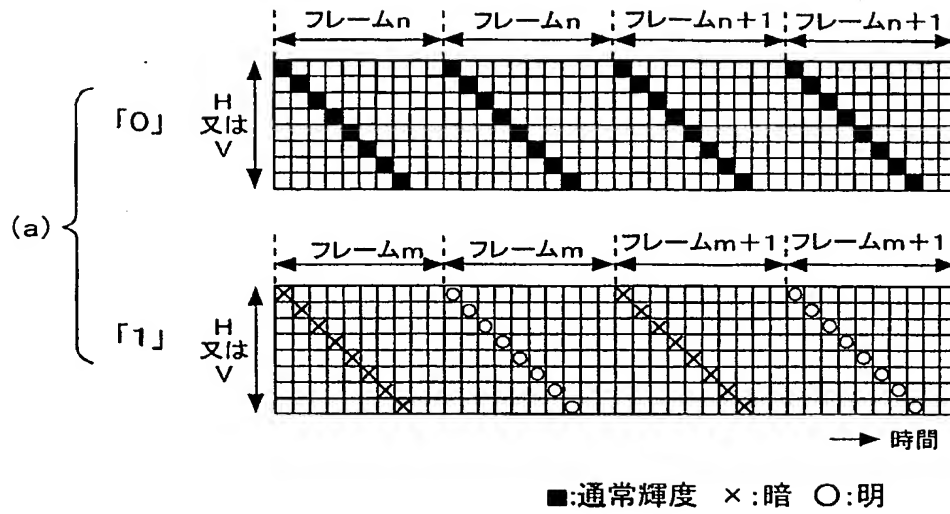 フレームn フレームn フレームn+1 フレームn+1
(a)
「0」
H
又は
V
フレームm フレームm フレームm+1 フレームm+1
「1」
H
又は
V
時間
■:通常輝度 ×:暗 ○:明